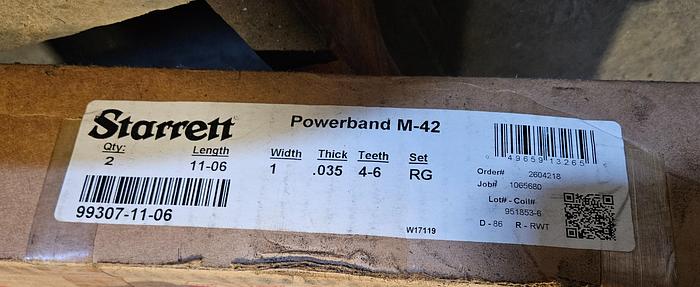 Starrett
Powerband M-42
Qty: Length Width Thick Teeth Set
2 11-06 1 .035 4-6 RG
99307-11-06
0 49659 13265
Order# 2604218
Job# 1065680
Lot# - Coil#
951853-6
D - 86 R - RWT
W17119